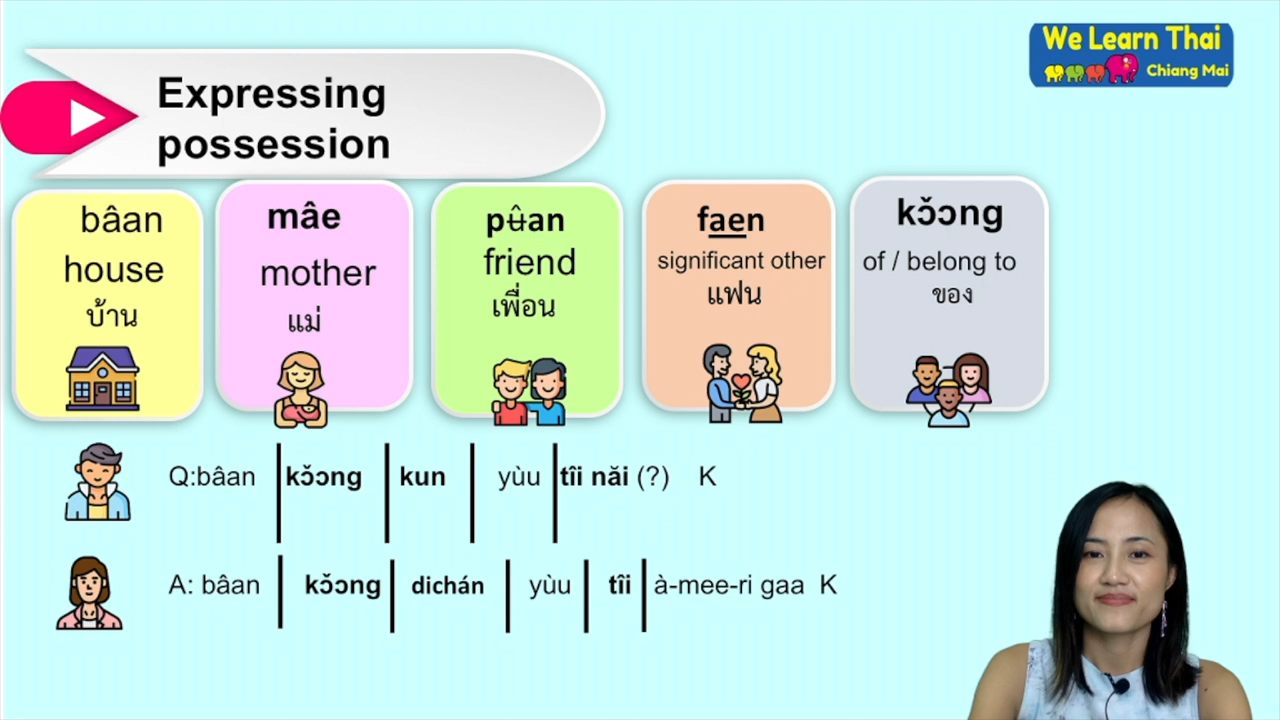 We Learn Thai
Chiang Mai
Expressing
possession
bâan
house
บ้าน
mâe
mother
แม่
pʉ̂an
friend
เพื่อน
faen
significant other
แฟน
kɔ̌ɔng
of / belong to
ของ
Q:bâan kɔ̌ɔng kun yùu tîi năi (?) K
A: bâan kɔ̌ɔng dichán yùu tîi à-mee-ri gaa K